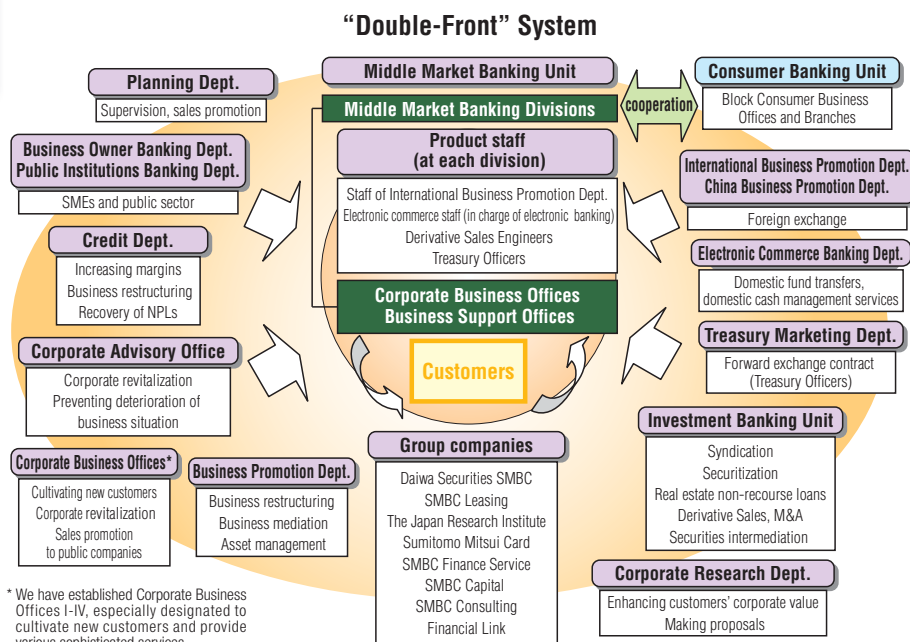 “Double-Front” System
Planning Dept.
Supervision, sales promotion
Business Owner Banking Dept.
Public Institutions Banking Dept.
SMEs and public sector
Credit Dept.
Increasing margins
Business restructuring
Recovery of NPLs
Corporate Advisory Office
Corporate revitalization
Preventing deterioration of
business situation
Corporate Business Offices*
Cultivating new customers
Corporate revitalization
Sales promotion
to public companies
Business Promotion Dept.
Business restructuring
Business mediation
Asset management
Middle Market Banking Unit
Middle Market Banking Divisions
Product staff
(at each division)
Staff of International Business Promotion Dept.
Electronic commerce staff (in charge of electronic banking)
Derivative Sales Engineers
Treasury Officers
Corporate Business Offices
Business Support Offices
Customers
Group companies
Daiwa Securities SMBC
SMBC Leasing
The Japan Research Institute
Sumitomo Mitsui Card
SMBC Finance Service
SMBC Capital
SMBC Consulting
Financial Link
cooperation
Consumer Banking Unit
Block Consumer Business
Offices and Branches
International Business Promotion Dept.
China Business Promotion Dept.
Foreign exchange
Electronic Commerce Banking Dept.
Domestic fund transfers,
domestic cash management services
Treasury Marketing Dept.
Forward exchange contract
(Treasury Officers)
Investment Banking Unit
Syndication
Securitization
Real estate non-recourse loans
Derivative Sales, M&A
Securities intermediation
Corporate Research Dept.
Enhancing customers’ corporate value
Making proposals
* We have established Corporate Business
Offices I-IV, especially designated to
cultivate new customers and provide
various sophisticated services